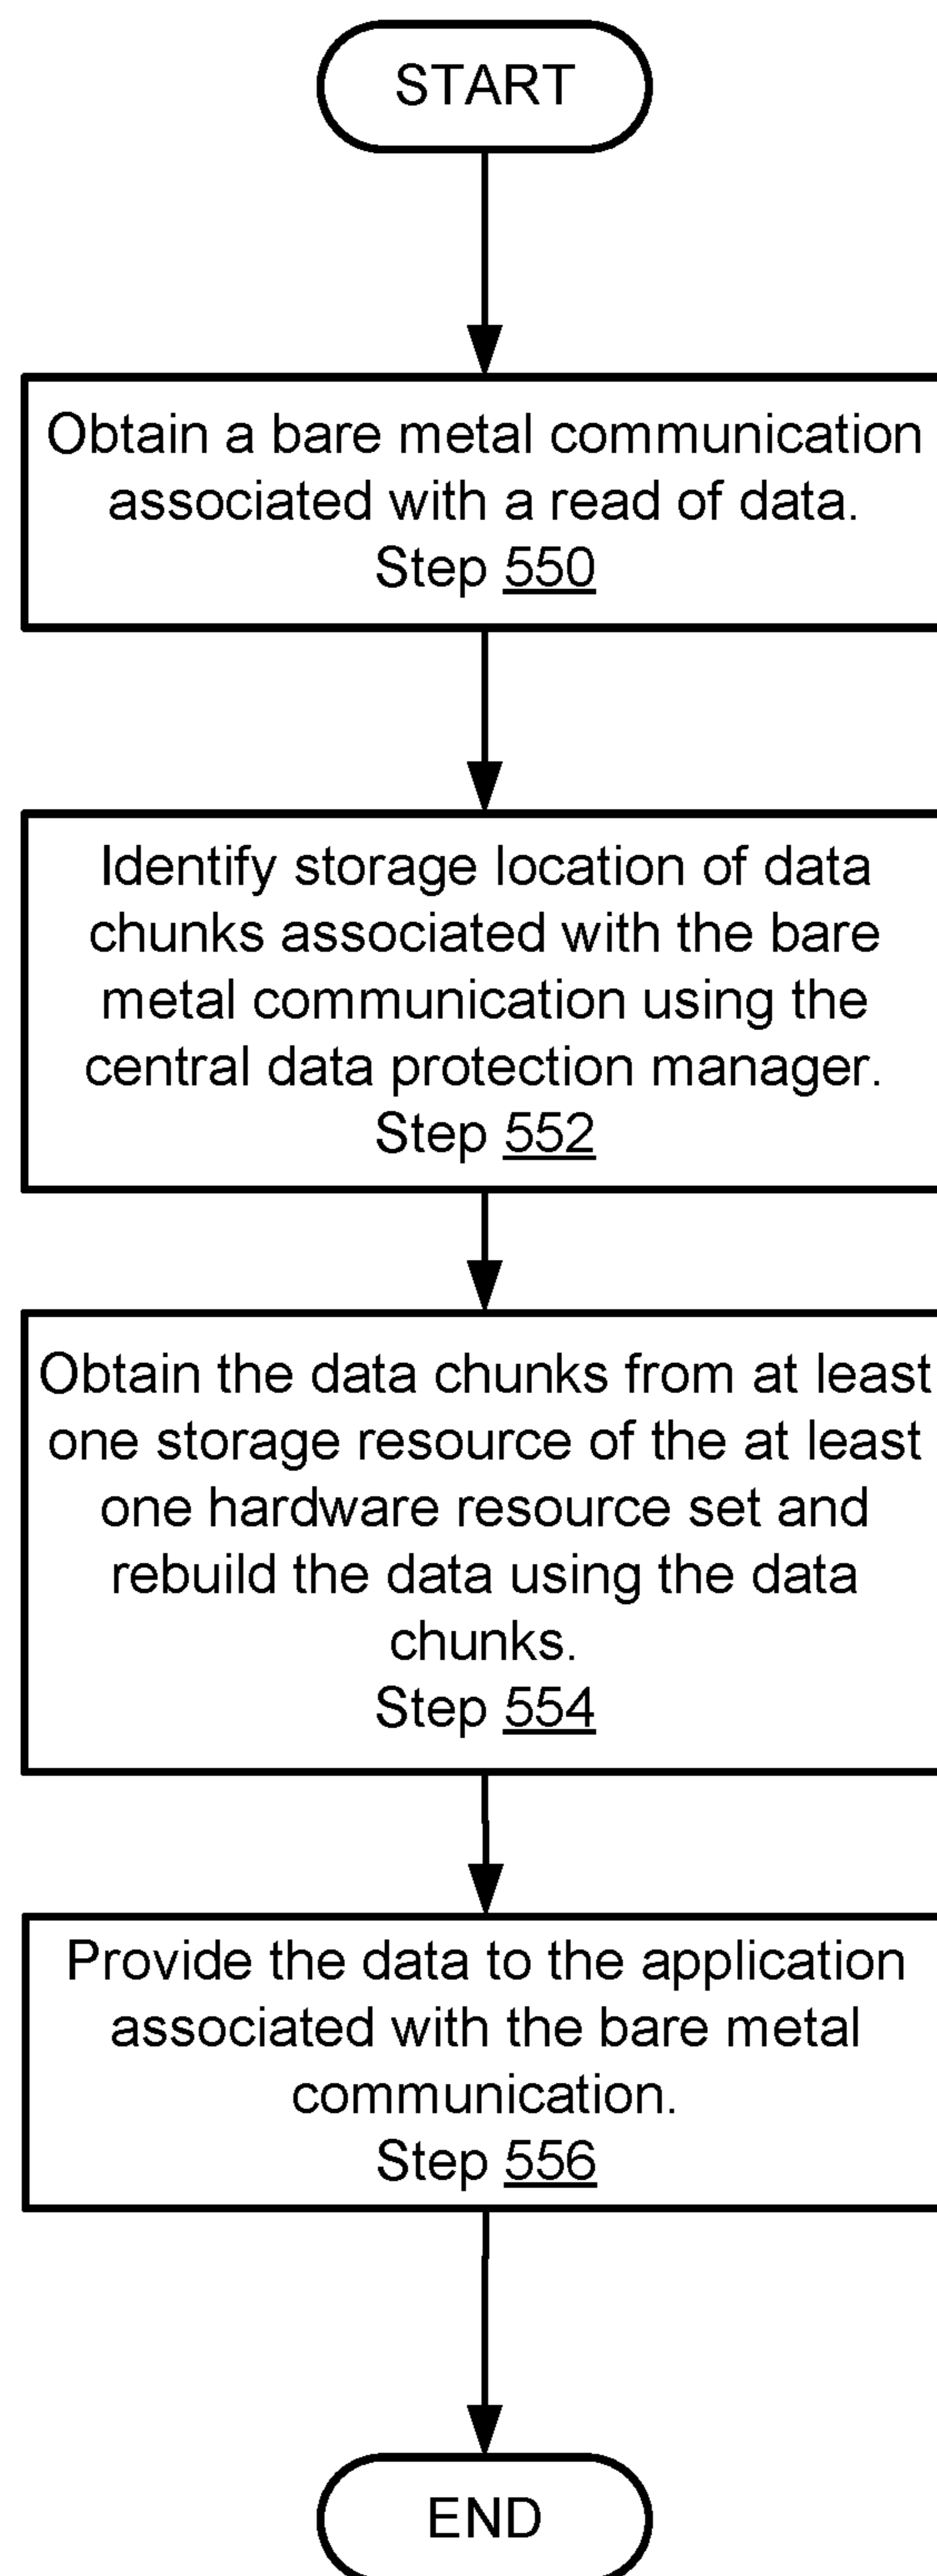 START
Obtain a bare metal communication
associated with a read of data.
Step 550
Identify storage location of data
chunks associated with the bare
metal communication using the
central data protection manager.
Step 552
Obtain the data chunks from at least
one storage resource of the at least
one hardware resource set and
rebuild the data using the data
chunks.
Step 554
Provide the data to the application
associated with the bare metal
communication.
Step 556
END